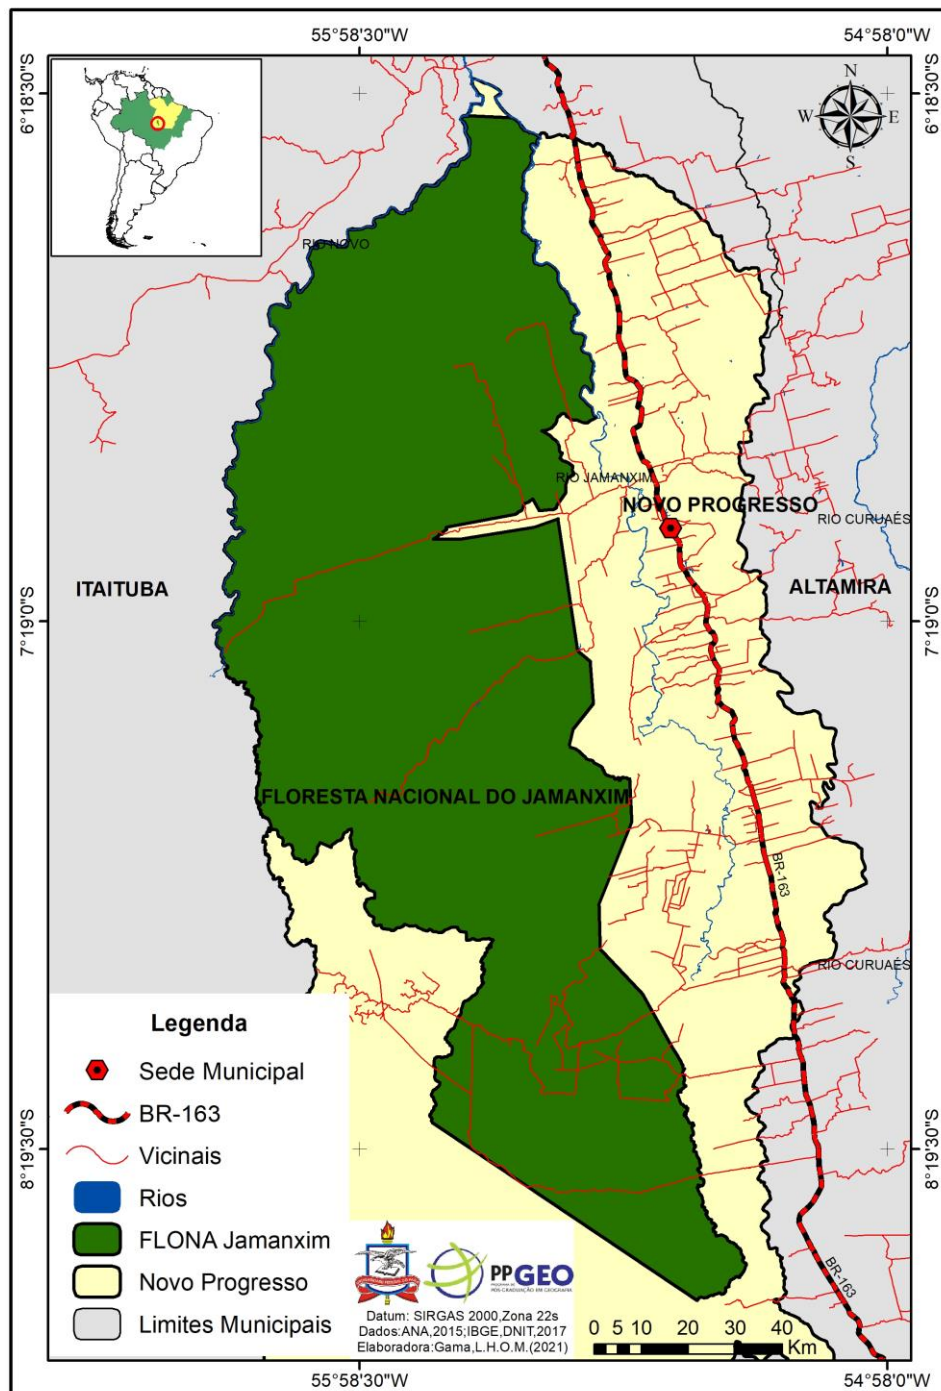 55°58'30"W 54°58'0"W
6°18'30"S
6°18'30"S
N
W E
S
RIO NOVO
RIO JAMANXIM
NOVO PROGRESSO
RIO CURUAÉS
ITAITUBA
ALTAMIRA
7°19'0"S
7°19'0"S
FLORESTA NACIONAL DO JAMANXIM
BR-163
RIO CURUAÉS
Legenda
Sede Municipal
BR-163
Vicinais
Rios
FLONA Jamanxim
Novo Progresso
Limites Municipais
8°19'30"S
8°19'30"S
BR-163
PPGEO
Datum: SIRGAS 2000,Zona 22s
Dados:ANA,2015;IBGE,DNIT,2017
Elaboradora:Gama,L.H.O.M.(2021)
0 5 10 20 30 40
Km
55°58'30"W 54°58'0"W